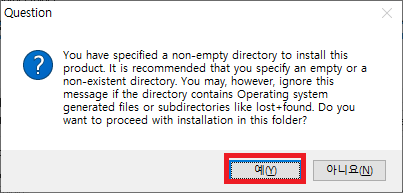 Question
You have specified a non-empty directory to install this
product. It is recommended that you specify an empty or a
non-existent directory. You may, however, ignore this
message if the directory contains Operating system
generated files or subdirectories like lost+found. Do you
want to proceed with installation in this folder?
예(Y)
아니요(N)